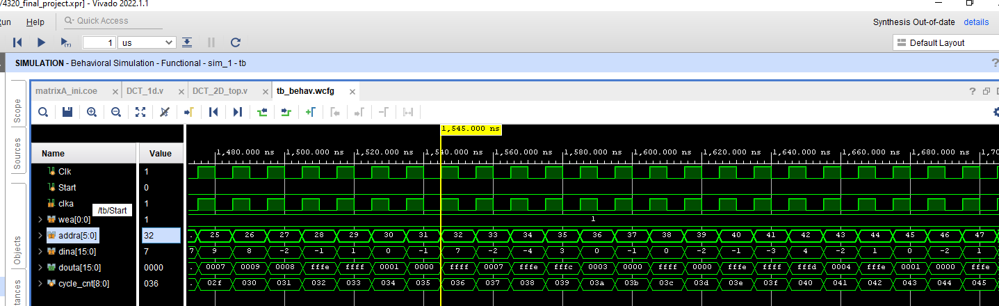 /4320_final_project.xpr] - Vivado 2022.1.1
Run Help Quick Access
Synthesis Out-of-date details
(T) 1 us
Default Layout
SIMULATION - Behavioral Simulation - Functional - sim_1 - tb ?
matrixA_ini.coe DCT_1d.v DCT_2D_top.v tb_behav.wcfg ?
Scope
Sources
Objects
tances
1,545.000 ns
Name Value
1,480.000 ns 1,500.000 ns 1,520.000 ns 1,540.000 ns 1,560.000 ns 1,580.000 ns 1,600.000 ns 1,620.000 ns 1,640.000 ns 1,660.000 ns 1,680.000 ns 1,70
Clk 1
Start 0
clka 1
/tb/Start
wea[0:0] 1 1
addra[5:0] 32 . 25 26 27 28 29 30 31 32 33 34 35 36 37 38 39 40 41 42 43 44 45 46 47
dina[15:0] 7 7 9 8 -2 -1 1 0 -1 7 -2 -4 3 0 -1 0 -2 -1 -3 4 -2 1 0 -2 1
douta[15:0] 0000 . 0007 0009 0008 fffe ffff 0001 0000 ffff 0007 fffe fffc 0003 0000 ffff 0000 fffe ffff fffd 0004 fffe 0001 0000 fffe
cycle_cnt[8:0] 036 . 02f 030 031 032 033 034 035 036 037 038 039 03a 03b 03c 03d 03e 03f 040 041 042 043 044 045